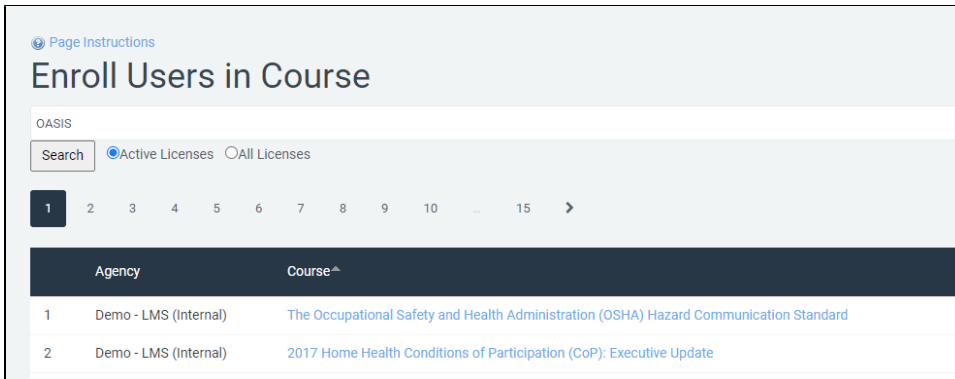 Page Instructions
Enroll Users in Course
OASIS
Search Active Licenses All Licenses
1 2 3 4 5 6 7 8 9 10 ... 15 >
Agency Course
1 Demo - LMS (Internal) The Occupational Safety and Health Administration (OSHA) Hazard Communication Standard
2 Demo - LMS (Internal) 2017 Home Health Conditions of Participation (CoP): Executive Update